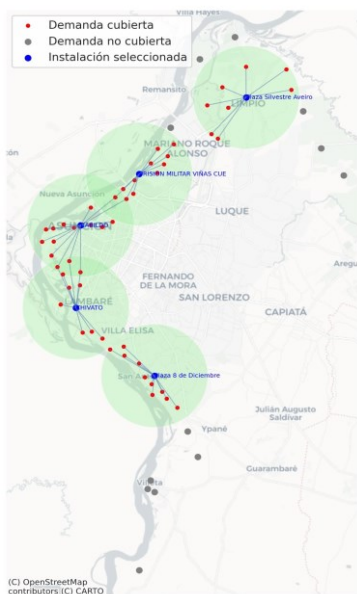 Demanda cubierta
Demanda no cubierta
Instalación seleccionada
Villa Hayes
Remansito
Plaza Silvestre Aveiro
LIMPIO
MARIANO ROQUE
ALONSO
PRISIÓN MILITAR VIÑAS CUE
Nueva Asunción
LUQUE
FERNANDO
DE LA MORA
SAN LORENZO
Aregu
LAMBARÉ
CAPIATÁ
VILLA ELISA
Plaza 8 de Diciembre
Julián Augusto
Saldívar
Ypané
Guarambaré
Villeta
(C) OpenStreetMap
contributors (C) CARTO